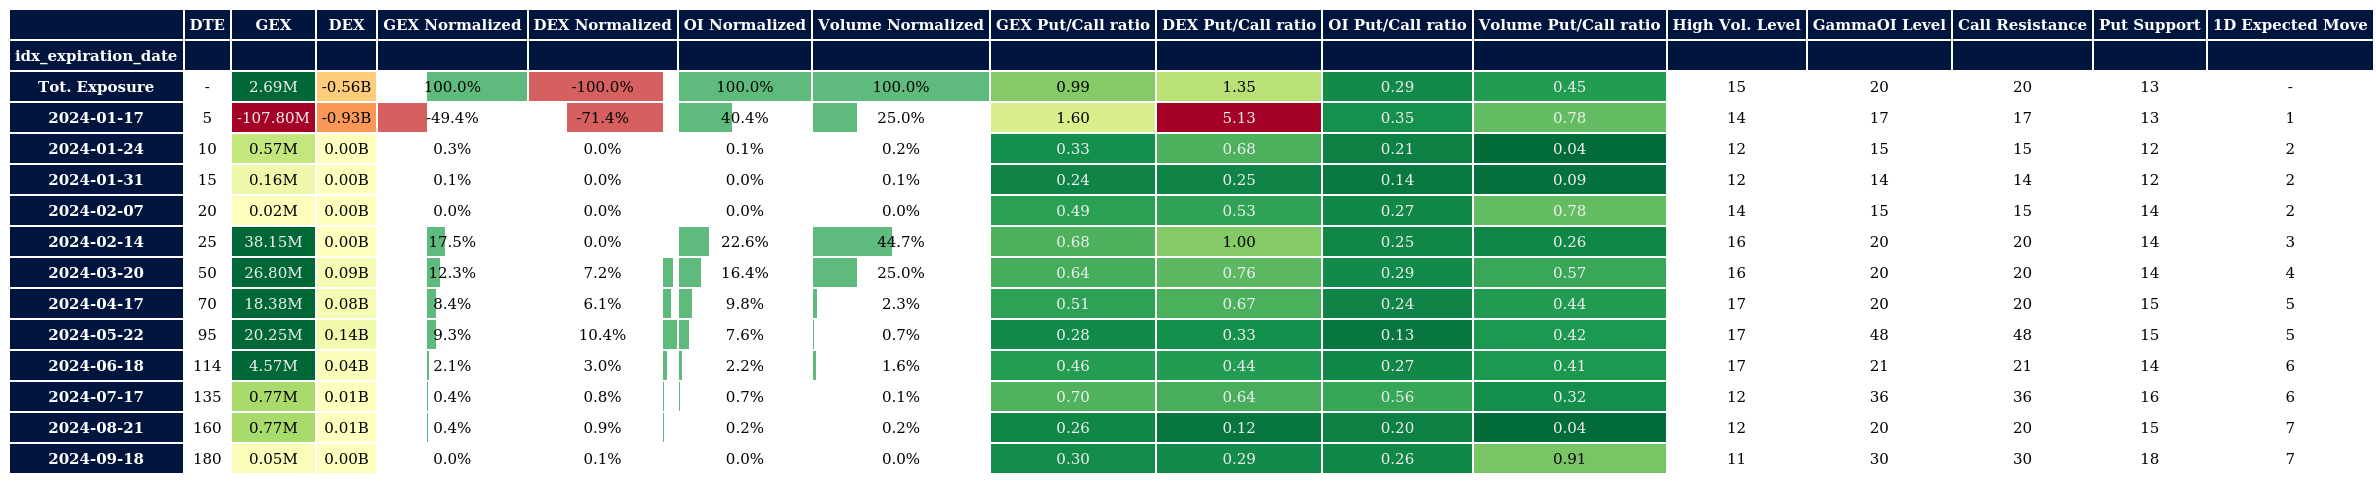 DTE GEX DEX GEX Normalized DEX Normalized OI Normalized Volume Normalized GEX Put/Call ratio DEX Put/Call ratio OI Put/Call ratio Volume Put/Call ratio High Vol. Level GammaOI Level Call Resistance Put Support 1D Expected Move
idx_expiration_date
Tot. Exposure - 2.69M -0.56B 100.0% -100.0% 100.0% 100.0% 0.99 1.35 0.29 0.45 15 20 20 13 -
2024-01-17 5 -107.80M -0.93B -49.4% -71.4% 40.4% 25.0% 1.60 5.13 0.35 0.78 14 17 17 13 1
2024-01-24 10 0.57M 0.00B 0.3% 0.0% 0.1% 0.2% 0.33 0.68 0.21 0.04 12 15 15 12 2
2024-01-31 15 0.16M 0.00B 0.1% 0.0% 0.0% 0.1% 0.24 0.25 0.14 0.09 12 14 14 12 2
2024-02-07 20 0.02M 0.00B 0.0% 0.0% 0.0% 0.0% 0.49 0.53 0.27 0.78 14 15 15 14 2
2024-02-14 25 38.15M 0.00B 17.5% 0.0% 22.6% 44.7% 0.68 1.00 0.25 0.26 16 20 20 14 3
2024-03-20 50 26.80M 0.09B 12.3% 7.2% 16.4% 25.0% 0.64 0.76 0.29 0.57 16 20 20 14 4
2024-04-17 70 18.38M 0.08B 8.4% 6.1% 9.8% 2.3% 0.51 0.67 0.24 0.44 17 20 20 15 5
2024-05-22 95 20.25M 0.14B 9.3% 10.4% 7.6% 0.7% 0.28 0.33 0.13 0.42 17 48 48 15 5
2024-06-18 114 4.57M 0.04B 2.1% 3.0% 2.2% 1.6% 0.46 0.44 0.27 0.41 17 21 21 14 6
2024-07-17 135 0.77M 0.01B 0.4% 0.8% 0.7% 0.1% 0.70 0.64 0.56 0.32 12 36 36 16 6
2024-08-21 160 0.77M 0.01B 0.4% 0.9% 0.2% 0.2% 0.26 0.12 0.20 0.04 12 20 20 15 7
2024-09-18 180 0.05M 0.00B 0.0% 0.1% 0.0% 0.0% 0.30 0.29 0.26 0.91 11 30 30 18 7